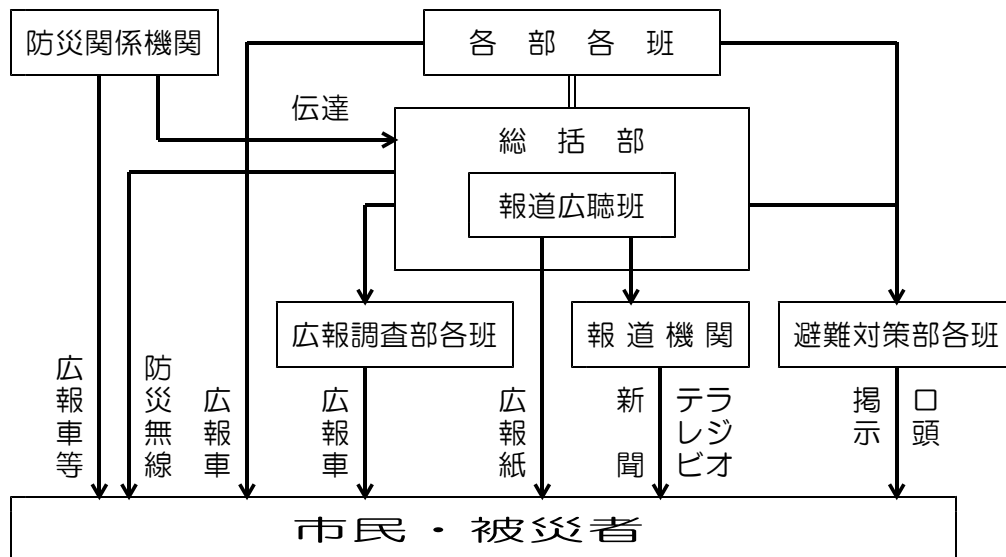 防災関係機関
各部各班
伝達
総括部
報道広聴班
広報調査部各班
報道機関
避難対策部各班
広報車等
防災無線
広報車
広報車
広報紙
新聞
テレビ
ラジオ
掲示
口頭
市民・被災者